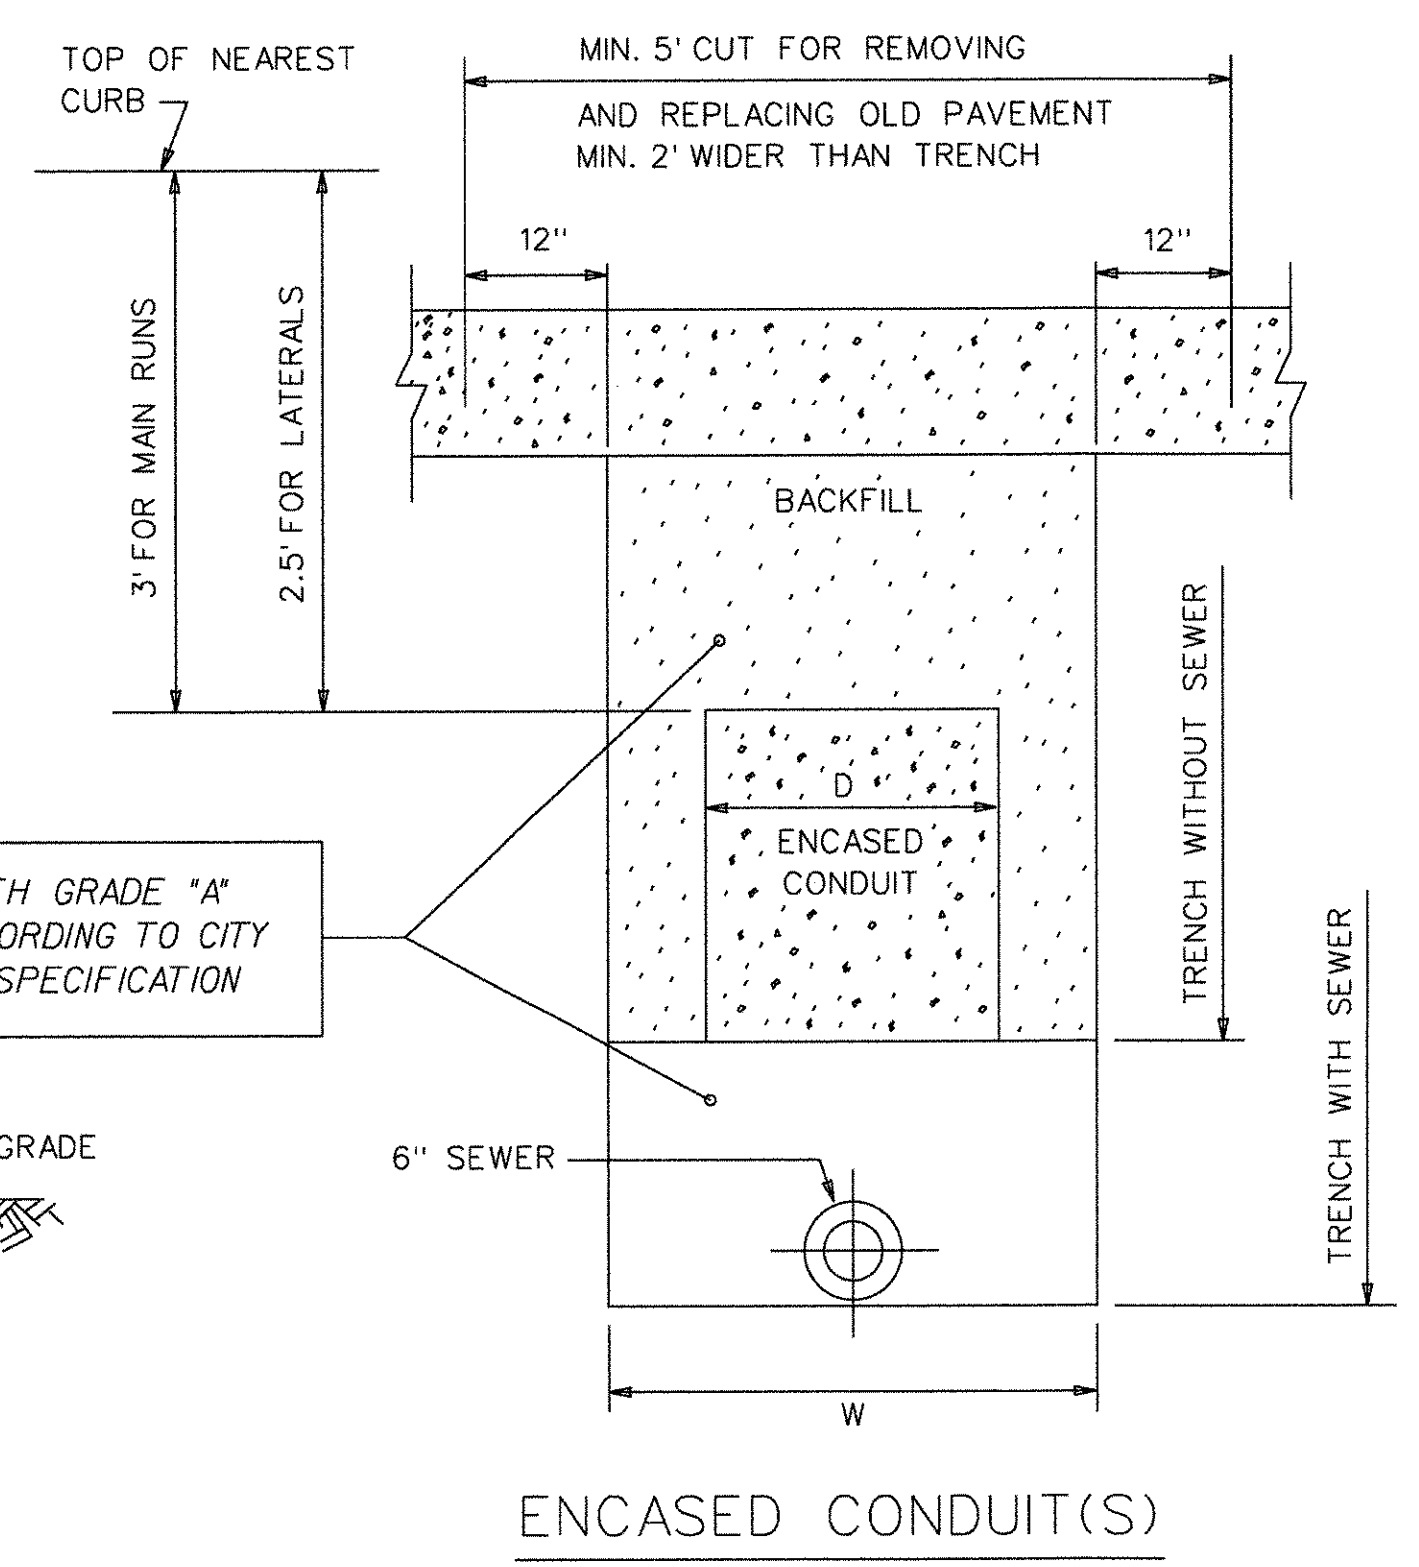 TOP OF NEAREST
CURB
MIN. 5' CUT FOR REMOVING
AND REPLACING OLD PAVEMENT
MIN. 2' WIDER THAN TRENCH
12"
12"
3' FOR MAIN RUNS
2.5' FOR LATERALS
BACKFILL
D
ENCASED
CONDUIT
TRENCH WITHOUT SEWER
TRENCH WITH SEWER
GRADE "A"
TO CITY
SPECIFICATION
GRADE
6" SEWER
W
ENCASED CONDUIT(S)